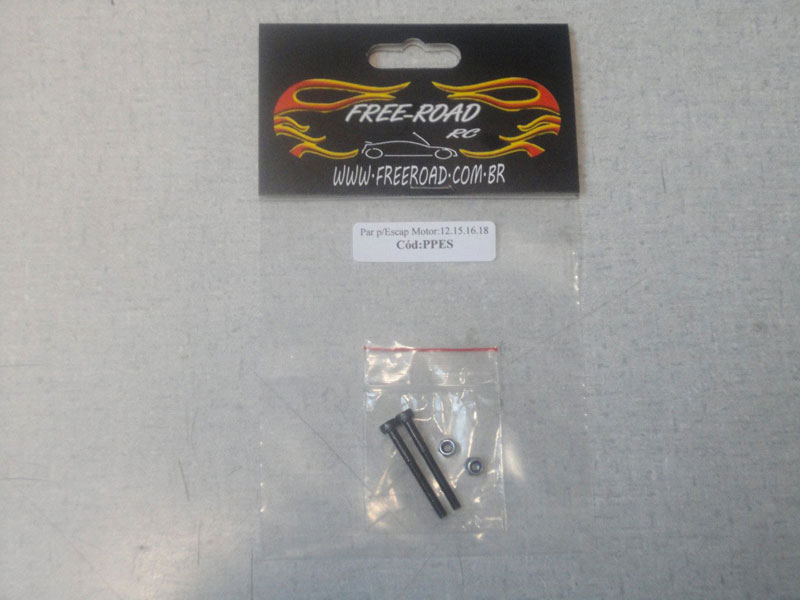 FREE-ROAD
RC
WWW.FREEROAD.COM.BR
Par p/Escap Motor:12.15.16.18
Cód:PPES